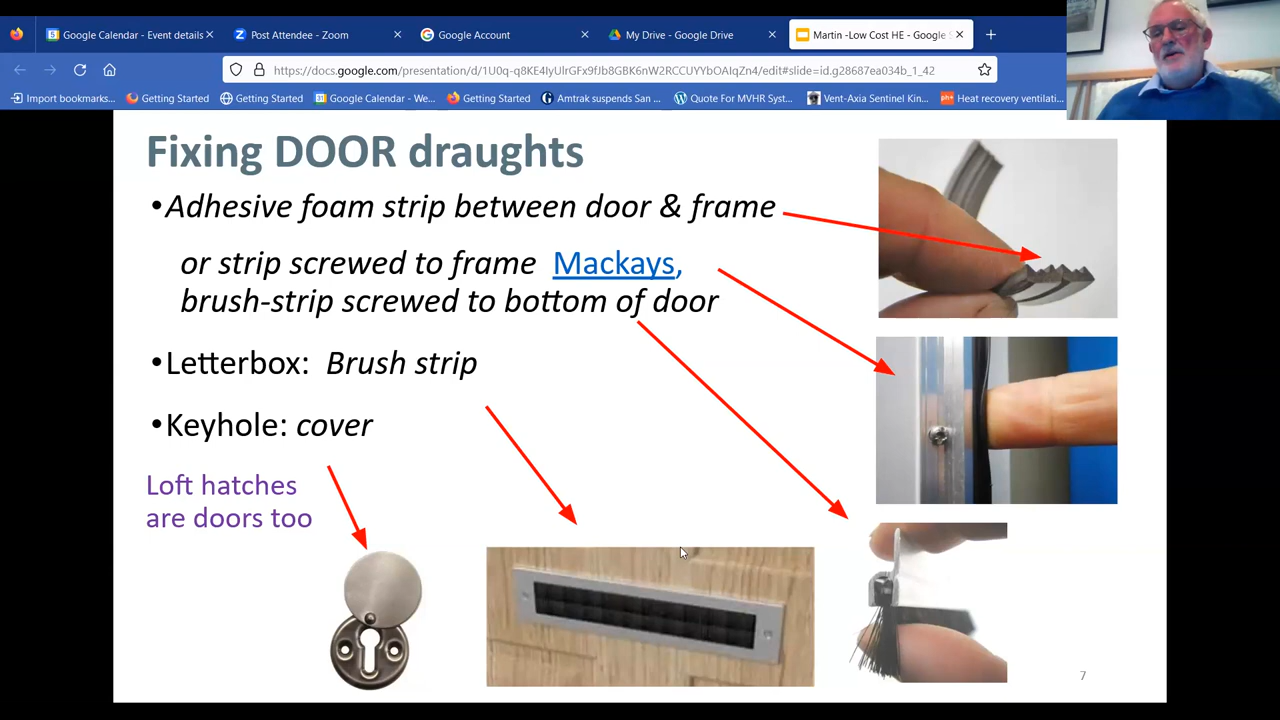 Google Calendar - Event details
Post Attendee - Zoom
Google Account
My Drive - Google Drive
Martin -Low Cost HE - Google S
https://docs.google.com/presentation/d/1U0q-q8KE4IyUlrGFx9fJb8GBK6nW2RCCUYYbOAIqZn4/edit#slide=id.g28687ea034b_1_42
Import bookmarks...
Getting Started
Getting Started
Google Calendar - We...
Getting Started
Amtrak suspends San ...
Quote For MVHR Syst...
Vent-Axia Sentinel Kin...
Heat recovery ventilati...
Fixing DOOR draughts
•Adhesive foam strip between door & frame
or strip screwed to frame Mackays,
brush-strip screwed to bottom of door
•Letterbox: Brush strip
•Keyhole: cover
Loft hatches
are doors too
7